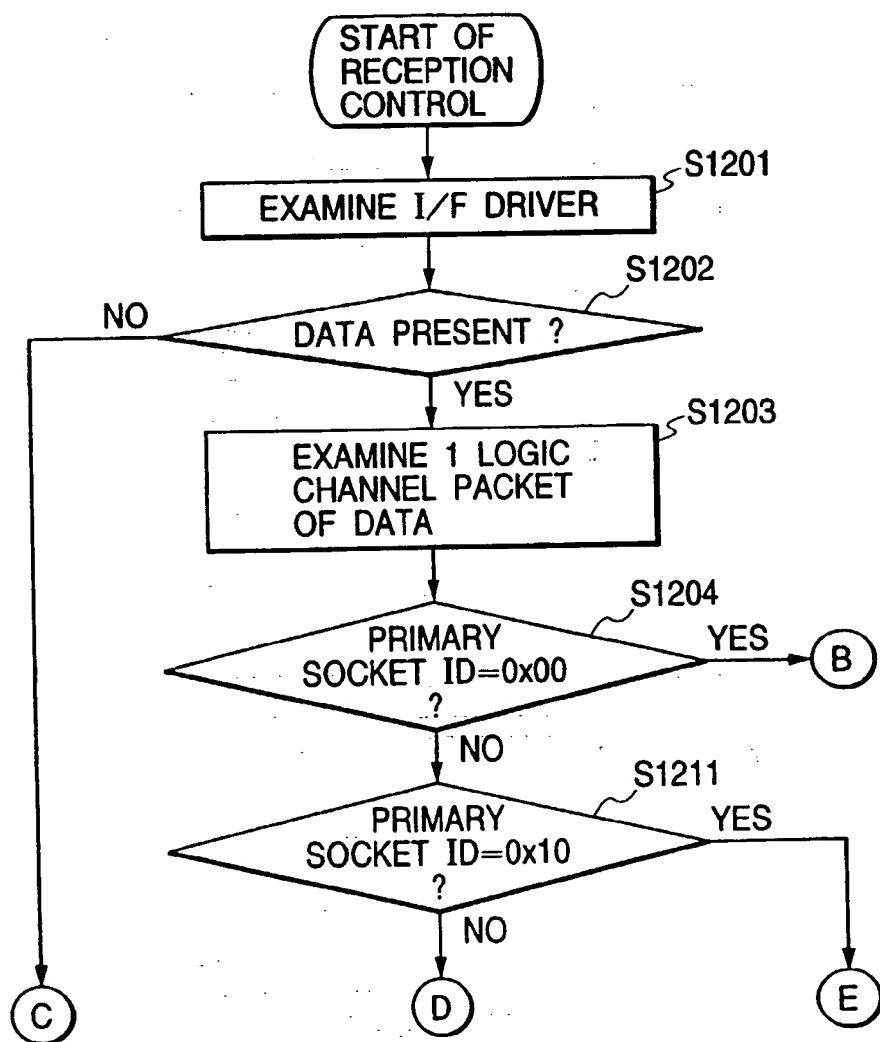 START OF
RECEPTION
CONTROL
S1201
EXAMINE I/F DRIVER
S1202
NO
DATA PRESENT ?
YES
S1203
EXAMINE 1 LOGIC
CHANNEL PACKET
OF DATA
S1204
PRIMARY
SOCKET ID=0x00
?
YES
B
NO
S1211
PRIMARY
SOCKET ID=0x10
?
YES
NO
C
D
E